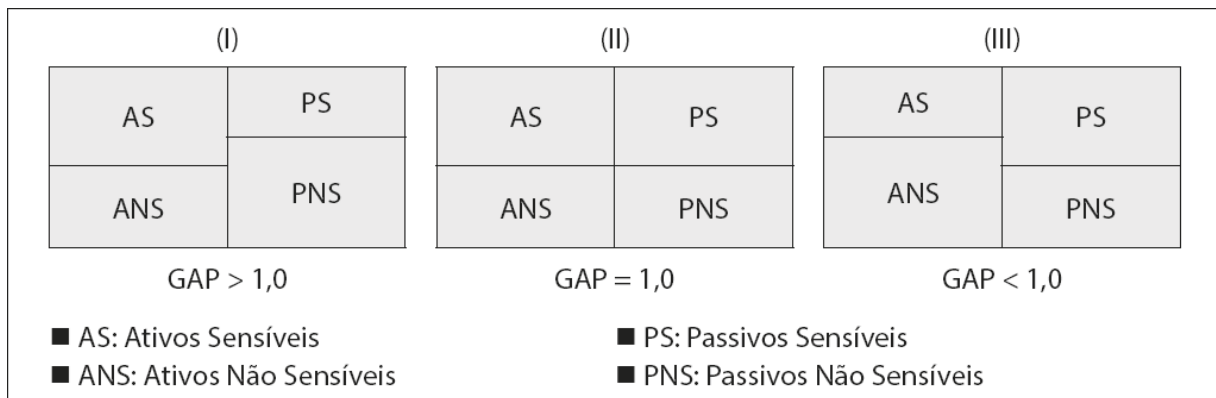 (I) (II) (III)
AS PS AS PS AS PS
ANS PNS ANS PNS ANS PNS
GAP > 1,0 GAP = 1,0 GAP < 1,0
■ AS: Ativos Sensíveis ■ PS: Passivos Sensíveis
■ ANS: Ativos Não Sensíveis ■ PNS: Passivos Não Sensíveis